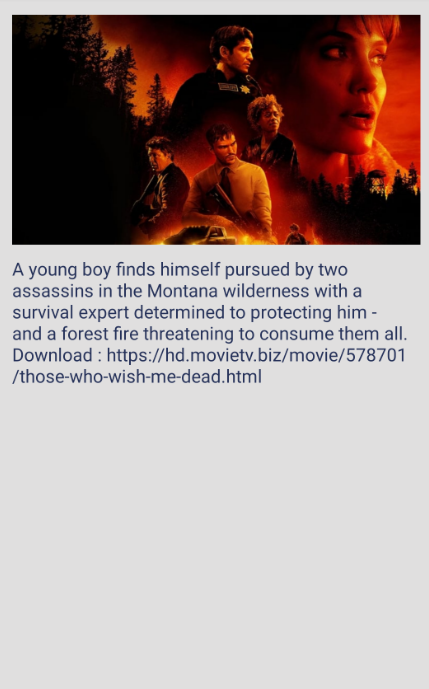 A young boy finds himself pursued by two
assassins in the Montana wilderness with a
survival expert determined to protecting him -
and a forest fire threatening to consume them all.
Download : https://hd.movietv.biz/movie/578701
/those-who-wish-me-dead.html